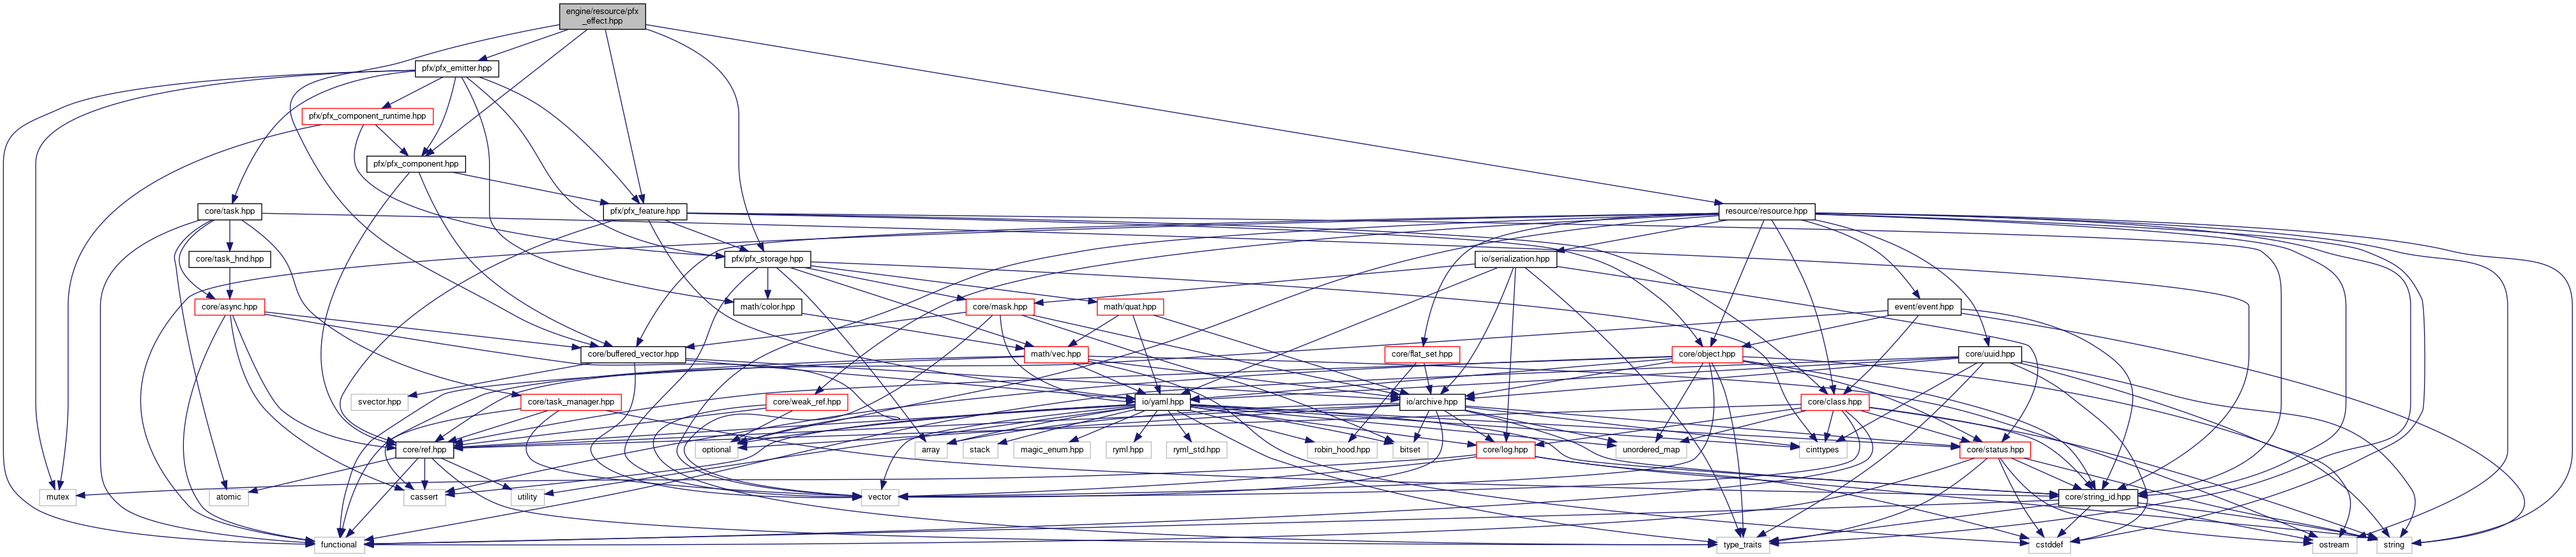 engine/resource/pfx
_effect.hpp
pfx/pfx_emitter.hpp
pfx/pfx_component_runtime.hpp
pfx/pfx_component.hpp
core/task.hpp
pfx/pfx_feature.hpp
resource/resource.hpp
core/task_hnd.hpp
pfx/pfx_storage.hpp
io/serialization.hpp
core/async.hpp
math/color.hpp
core/mask.hpp
math/quat.hpp
event/event.hpp
core/buffered_vector.hpp
math/vec.hpp
core/flat_set.hpp
core/object.hpp
core/uuid.hpp
svector.hpp
core/task_manager.hpp
core/weak_ref.hpp
io/yaml.hpp
io/archive.hpp
core/class.hpp
core/ref.hpp
optional
array
stack
magic_enum.hpp
ryml.hpp
ryml_std.hpp
robin_hood.hpp
bitset
core/log.hpp
unordered_map
cinttypes
core/status.hpp
mutex
atomic
cassert
utility
vector
core/string_id.hpp
functional
type_traits
cstddef
ostream
string